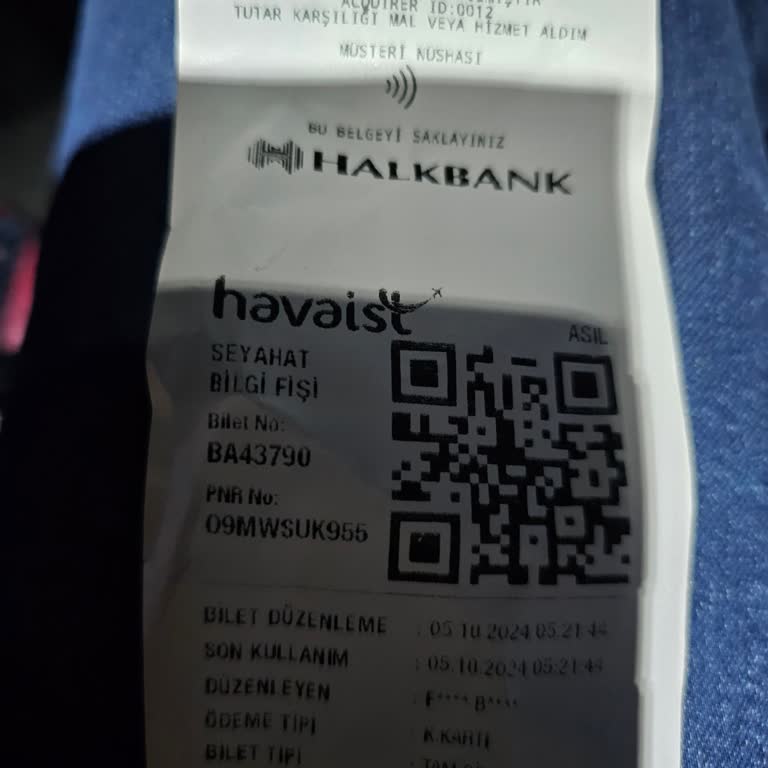 ACQUIRER ID:0012
TUTAR KARŞILIĞI MAL VEYA HİZMET ALDIM
MÜŞTERİ NÜSHASI
BU BELGEYİ SAKLAYINIZ
HALKBANK
havaist
ASIL
SEYAHAT
BİLGİ FİŞİ
Bilet No:
BA43790
PNR No:
09MWSUK955
BİLET DÜZENLEME : 05.10.2024 05:21:44
SON KULLANIM : 05.10.2024 05:21:44
DÜZENLEYEN : F**** B****
ÖDEME TİPİ : K.KARTI
BİLET TİPİ : TAM